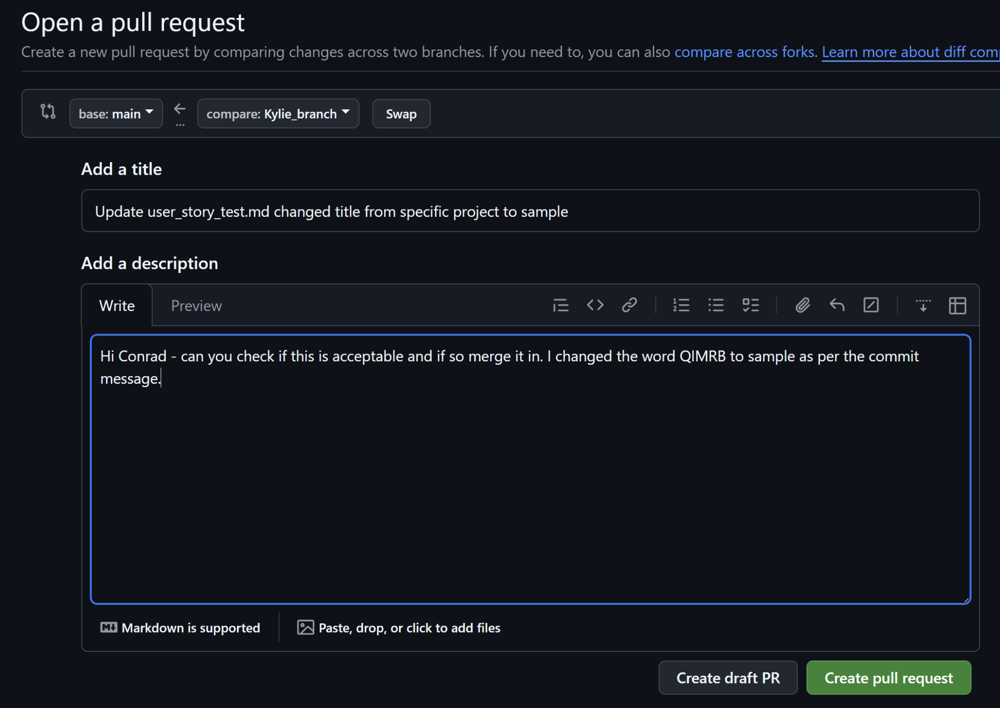 Open a pull request
Create a new pull request by comparing changes across two branches. If you need to, you can also compare across forks. Learn more about diff
base: main
...
compare: Kylie_branch
Swap
Add a title
Update user_story_test.md changed title from specific project to sample
Add a description
Write
Preview
Hi Conrad - can you check if this is acceptable and if so merge it in. I changed the word QIMRB to sample as per the commit
message.
Markdown is supported
Paste, drop, or click to add files
Create draft PR
Create pull request